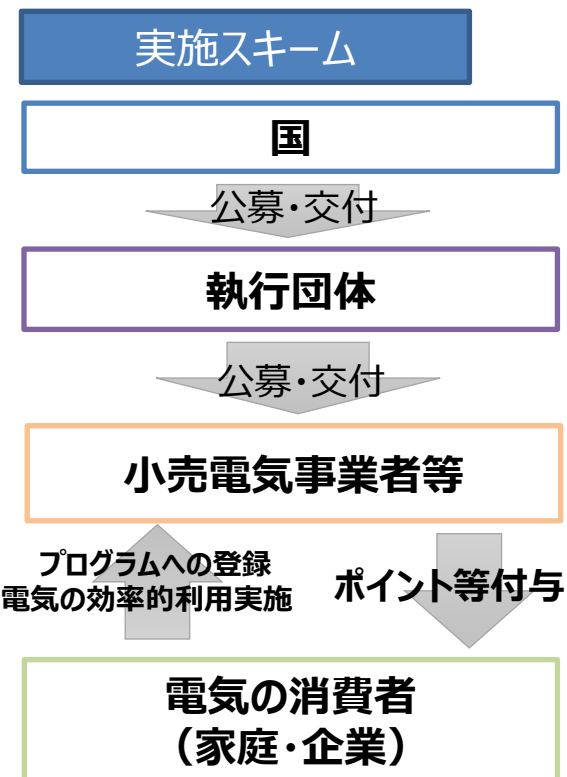 実施スキーム
国
公募・交付
執行団体
公募・交付
小売電気事業者等
プログラムへの登録
電気の効率的利用実施
ポイント等付与
電気の消費者
（家庭・企業）